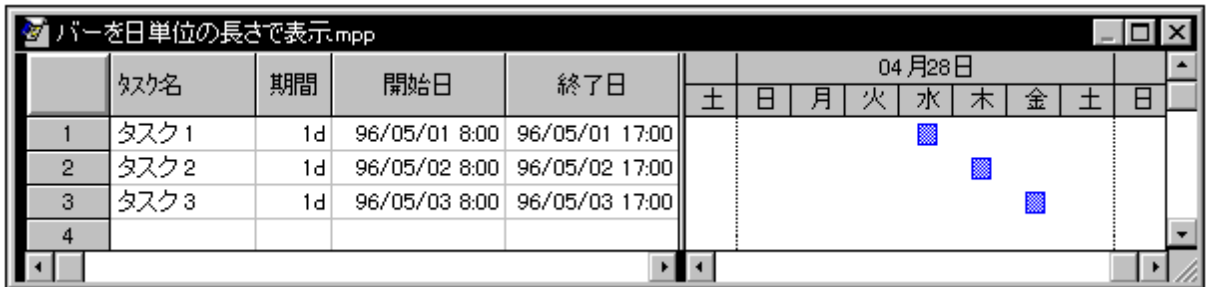 バーを日単位の長さで表示.mpp
タスク名 期間 開始日 終了日 04月28日
土 日 月 火 水 木 金 土 日
1 タスク1 1d 96/05/01 8:00 96/05/01 17:00
2 タスク2 1d 96/05/02 8:00 96/05/02 17:00
3 タスク3 1d 96/05/03 8:00 96/05/03 17:00
4